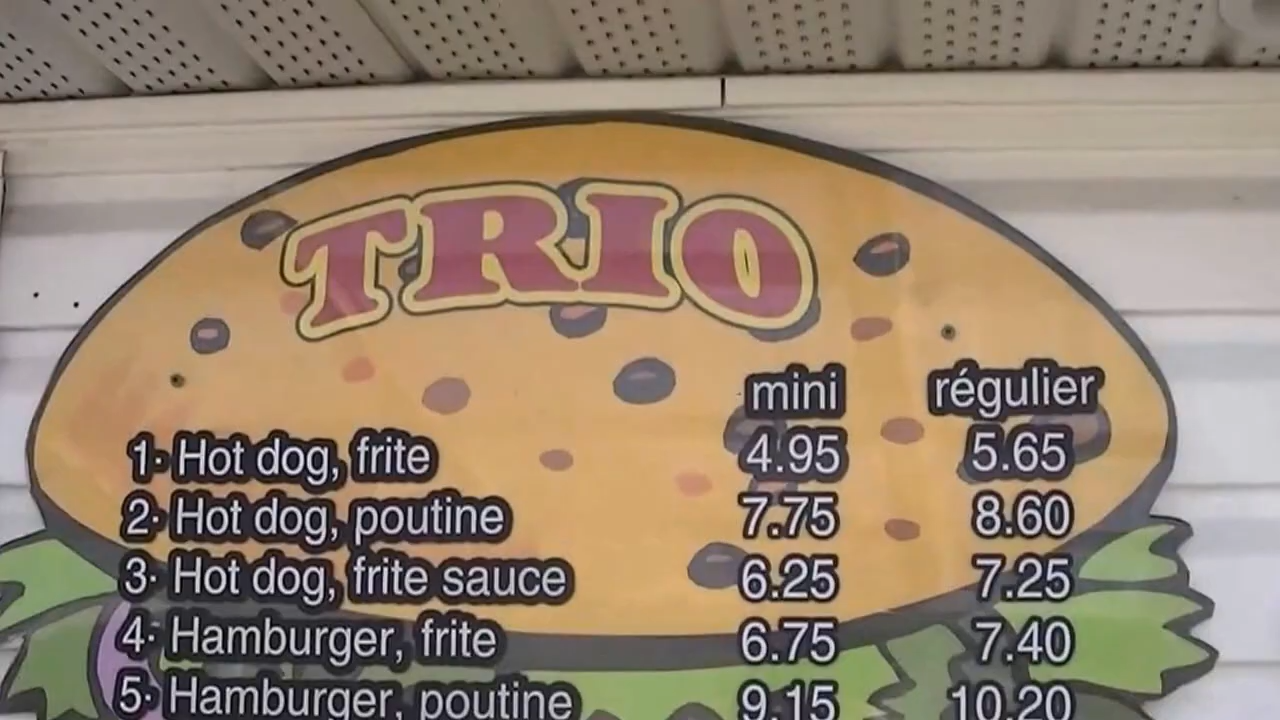 TRIO
mini régulier
1· Hot dog, frite 4.95 5.65
2· Hot dog, poutine 7.75 8.60
3· Hot dog, frite sauce 6.25 7.25
4· Hamburger, frite 6.75 7.40
5· Hamburger, poutine 9.15 10.20